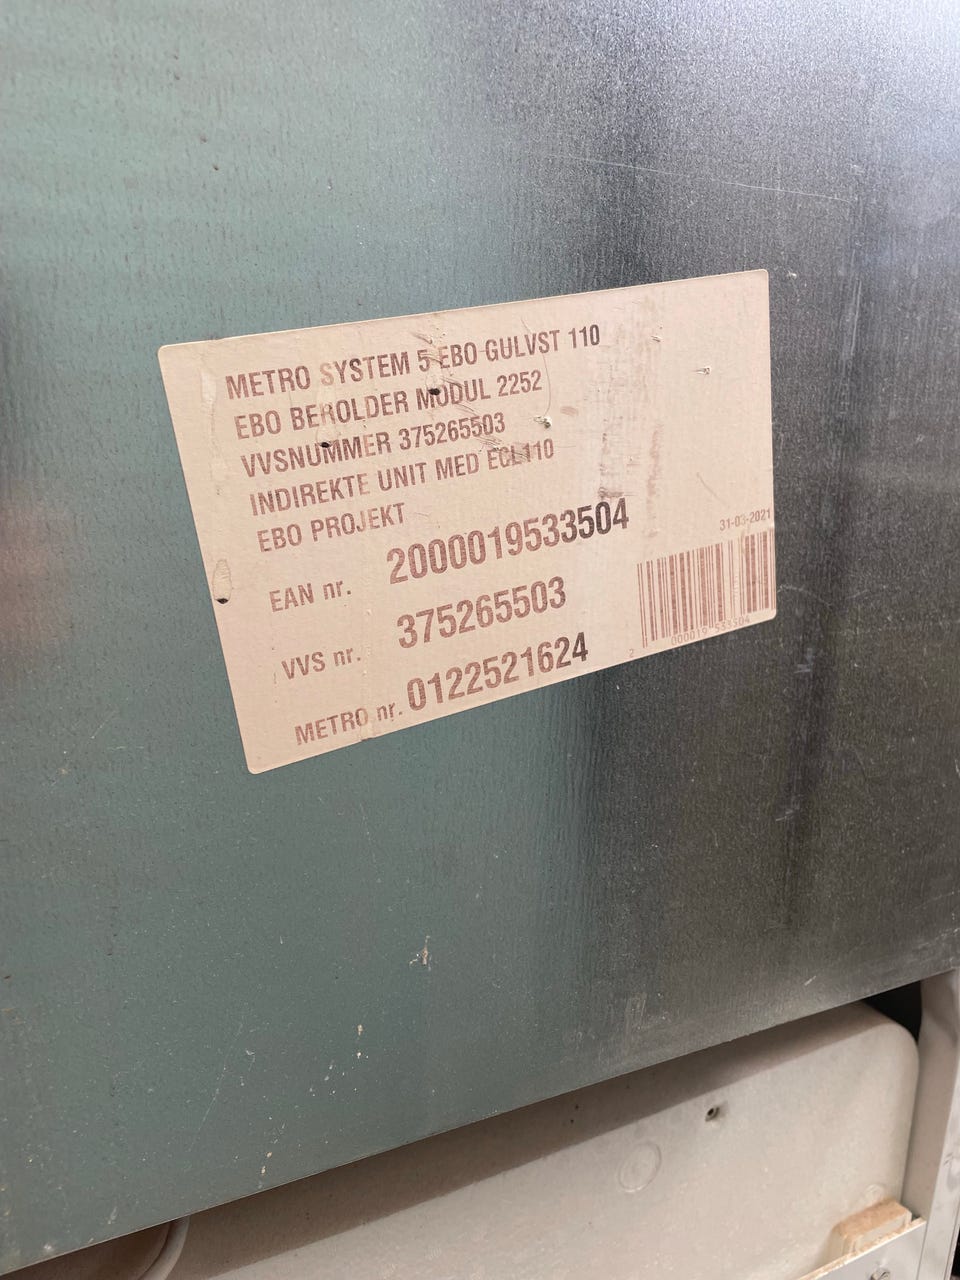 METRO SYSTEM 5 EBO GULVST 110
EBO BEHOLDER MODUL 2252
VVSNUMMER 375265503
INDIREKTE UNIT MED ECL110
EBO PROJEKT
EAN nr. 2000019533504
VVS nr. 375265503
METRO nr. 0122521624
31-03-2021
2 000019 533504